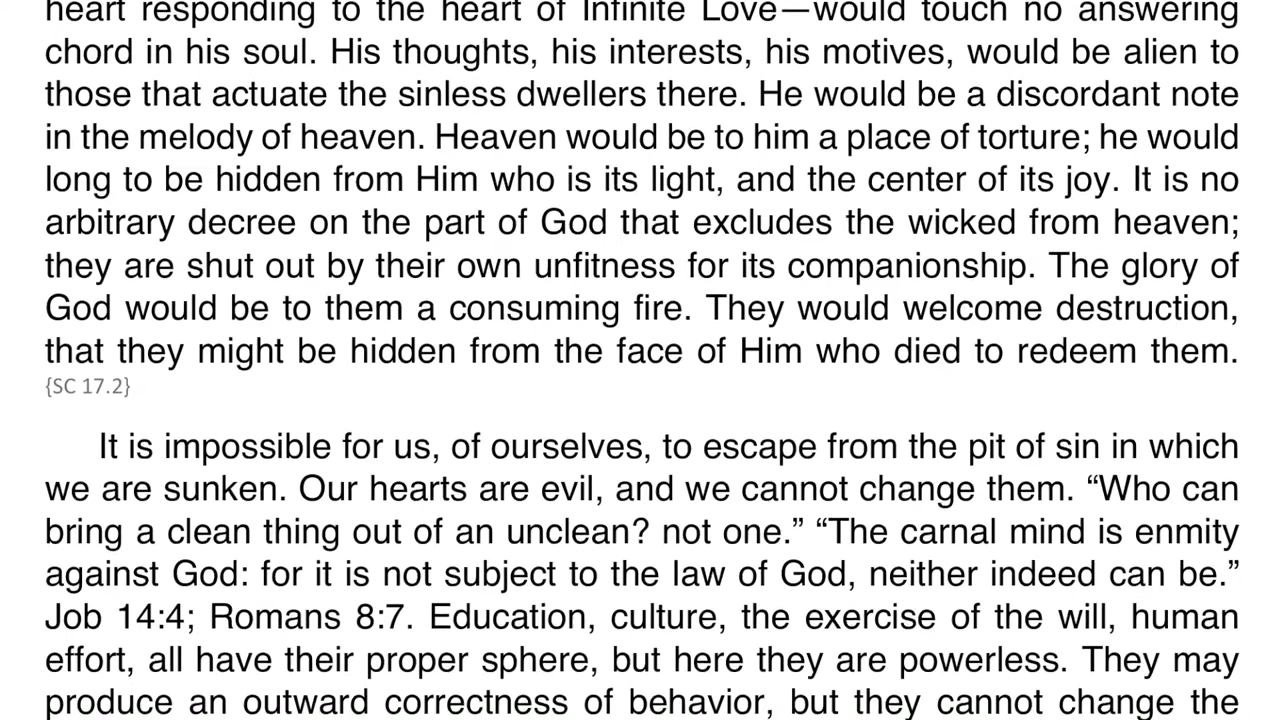 heart responding to the heart of Infinite Love—would touch no answering
chord in his soul. His thoughts, his interests, his motives, would be alien to
those that actuate the sinless dwellers there. He would be a discordant note
in the melody of heaven. Heaven would be to him a place of torture; he would
long to be hidden from Him who is its light, and the center of its joy. It is no
arbitrary decree on the part of God that excludes the wicked from heaven;
they are shut out by their own unfitness for its companionship. The glory of
God would be to them a consuming fire. They would welcome destruction,
that they might be hidden from the face of Him who died to redeem them.
{SC 17.2}
It is impossible for us, of ourselves, to escape from the pit of sin in which
we are sunken. Our hearts are evil, and we cannot change them. “Who can
bring a clean thing out of an unclean? not one.” “The carnal mind is enmity
against God: for it is not subject to the law of God, neither indeed can be.”
Job 14:4; Romans 8:7. Education, culture, the exercise of the will, human
effort, all have their proper sphere, but here they are powerless. They may
produce an outward correctness of behavior, but they cannot change the